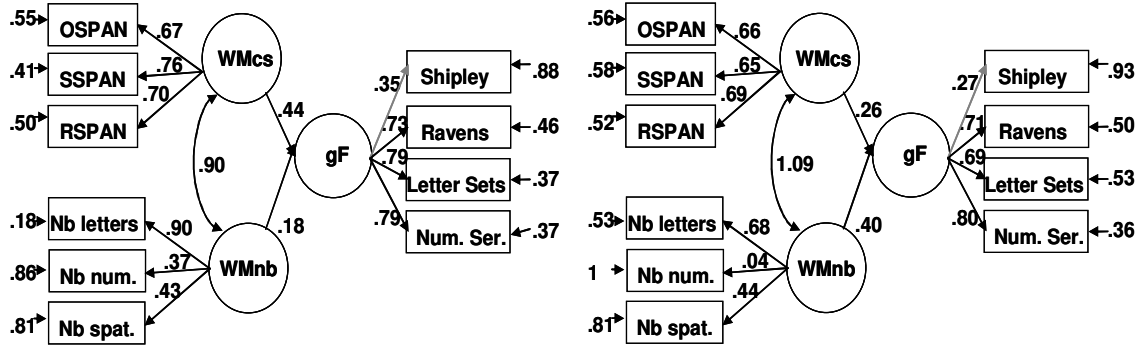 .55
OSPAN
.67
WMcs
.41
SSPAN
.76
.70
.50
RSPAN
.44
.35
Shipley
.88
.73
Ravens
.46
gF
.79
Letter Sets
.37
.90
.79
Num. Ser.
.37
.18
Nb letters
.90
.18
.86
Nb num.
.37
WMnb
.43
.81
Nb spat.
.56
OSPAN
.66
WMcs
.58
SSPAN
.65
.69
.52
RSPAN
.26
.27
Shipley
.93
.71
Ravens
.50
gF
.69
Letter Sets
.53
1.09
.80
Num. Ser.
.36
.53
Nb letters
.68
.40
1
Nb num.
.04
WMnb
.44
.81
Nb spat.